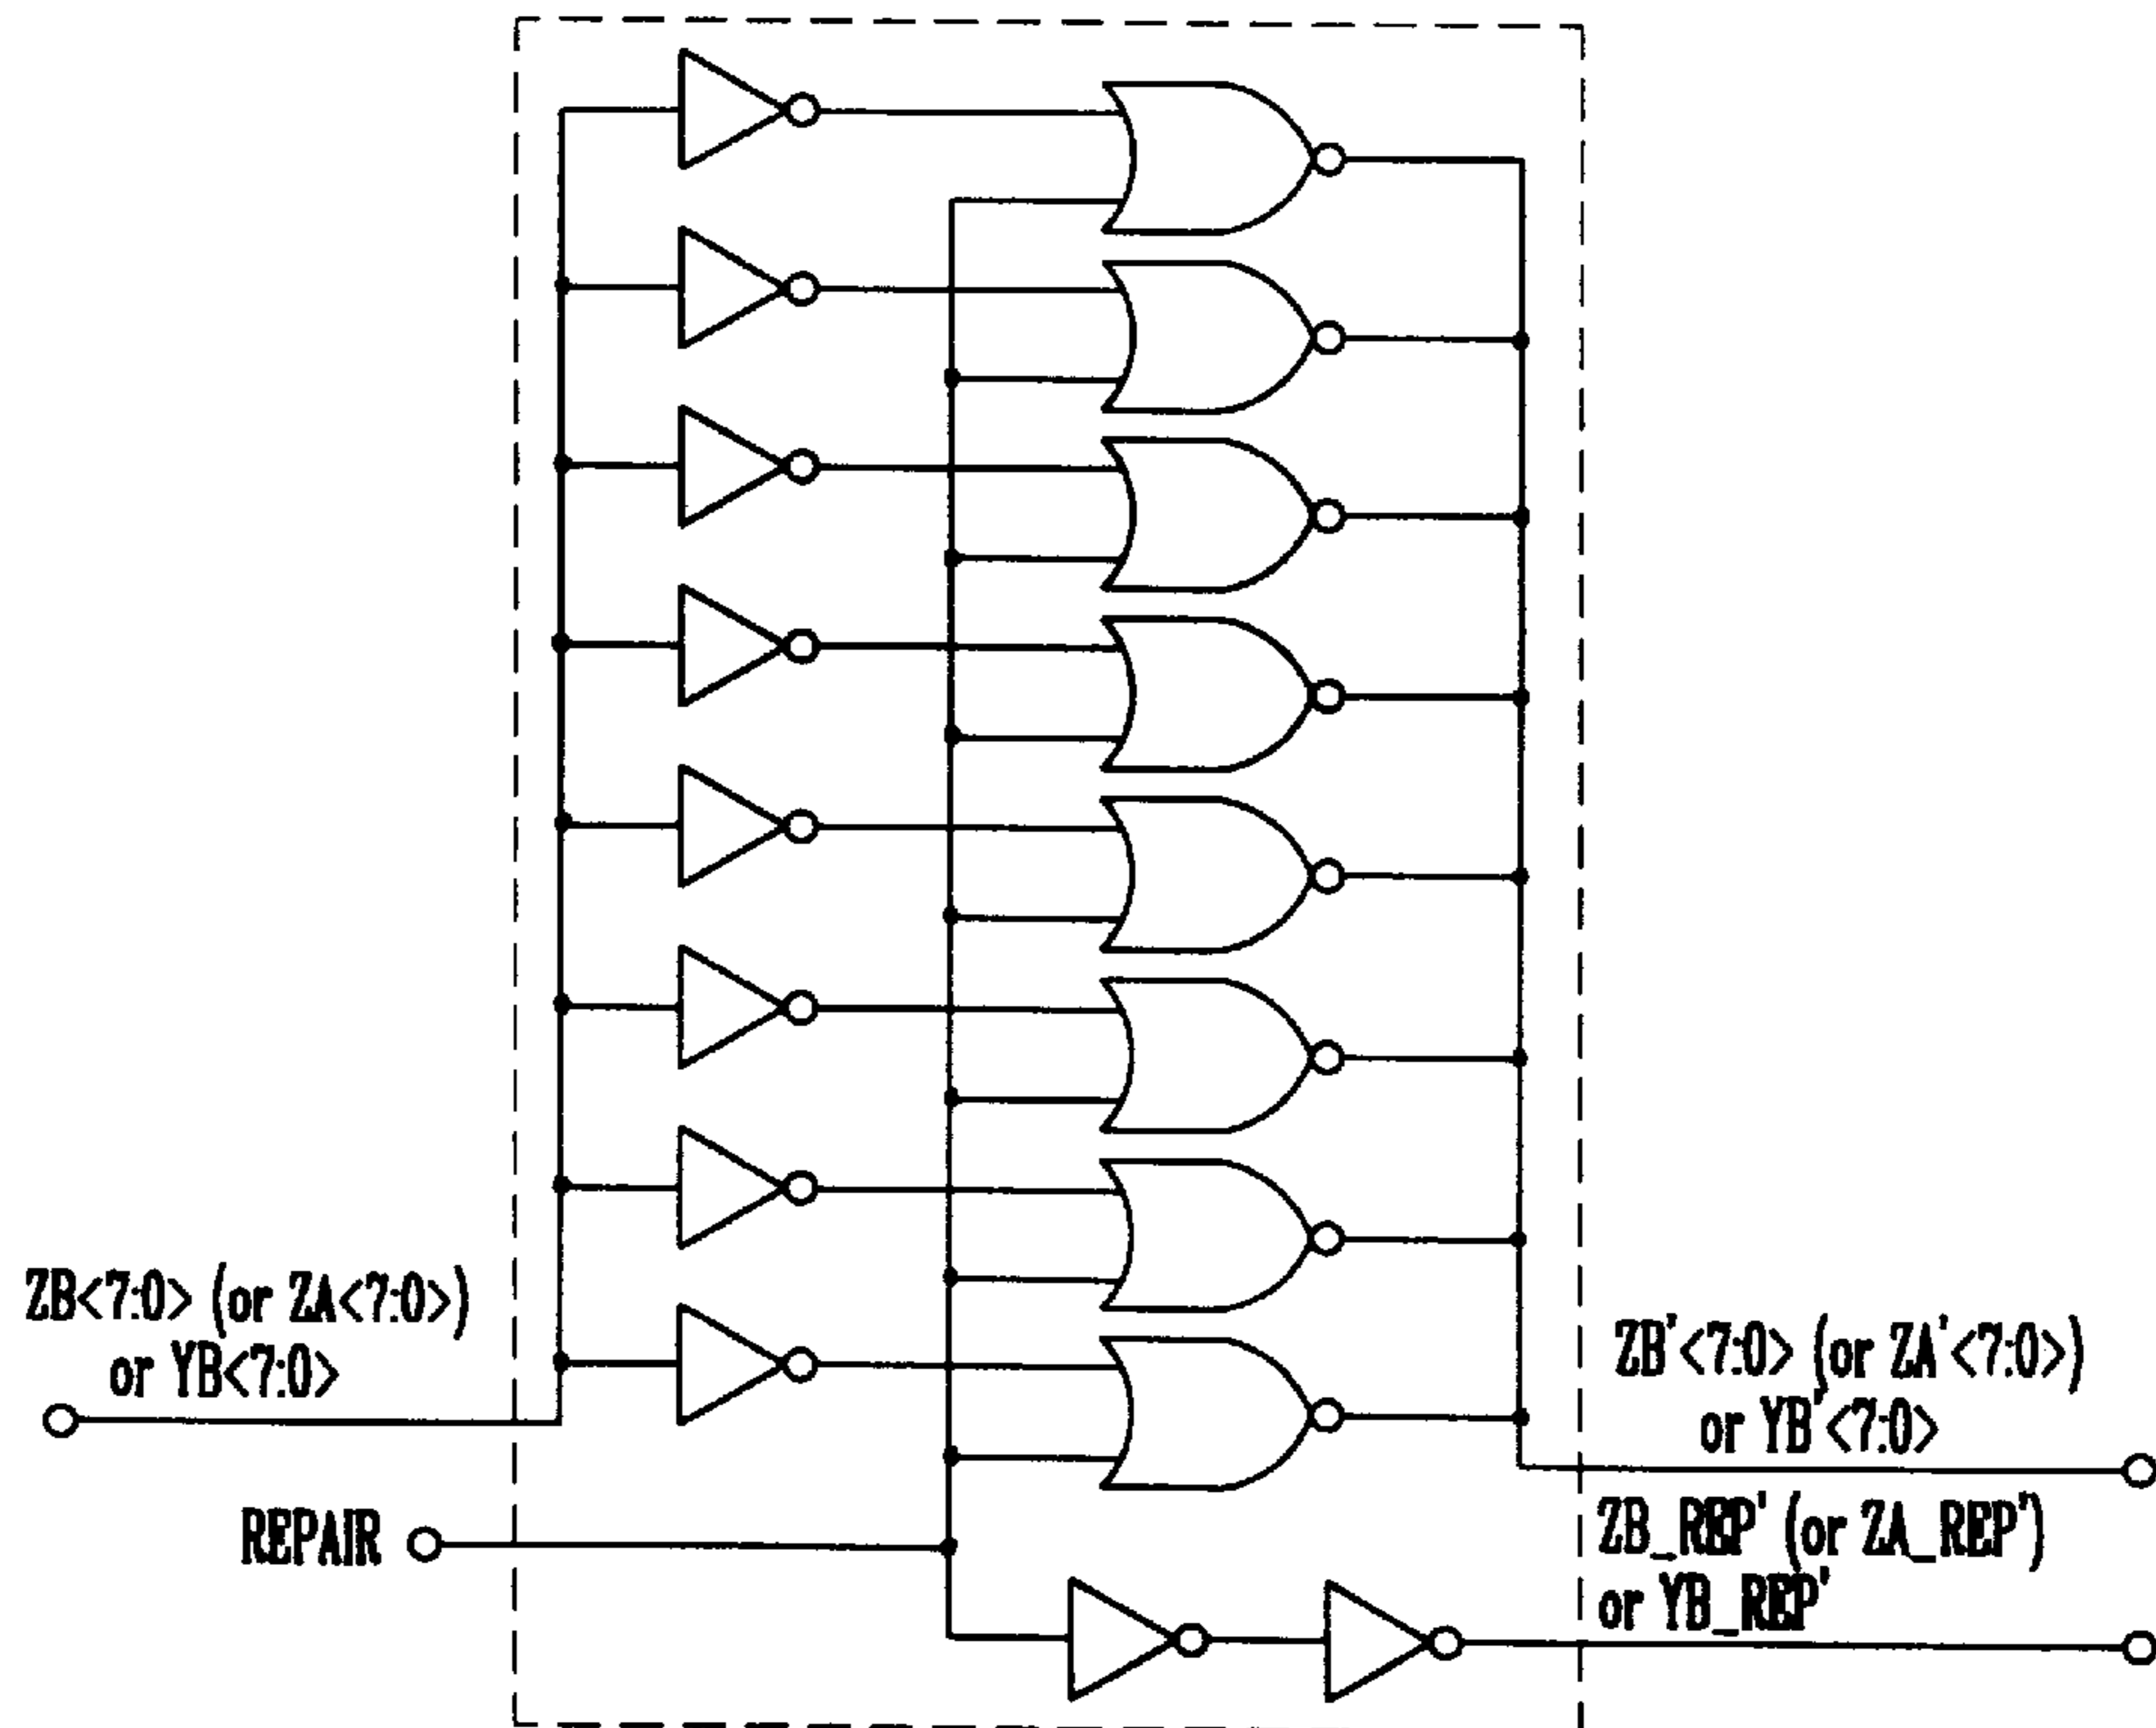 ZB<7:0> (or ZA<7:0>)
or YB<7:0>
REPAIR
ZB'<7:0> (or ZA'<7:0>)
or YB'<7:0>
ZB_REP' (or ZA_REP')
or YB_REP'